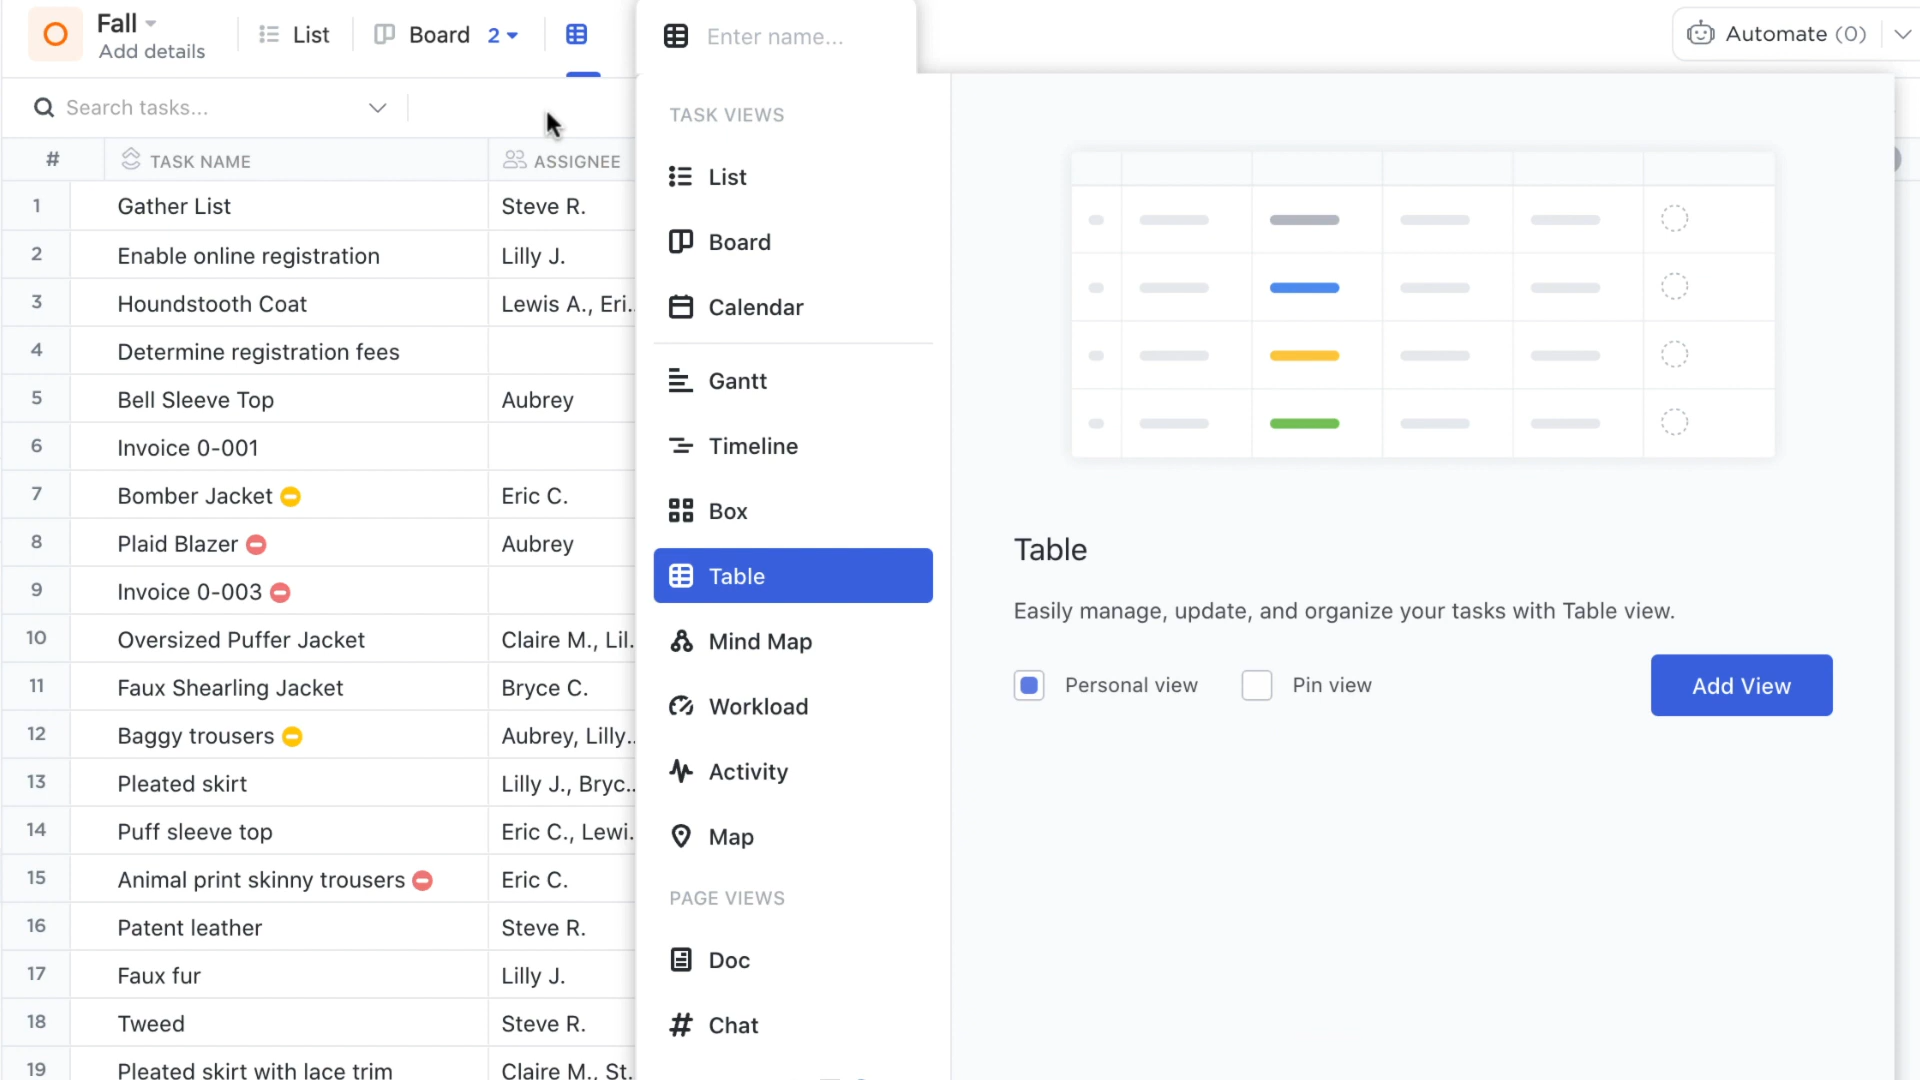 Fall
Add details
List
Board 2
Enter name...
Automate (0)
Search tasks...
# TASK NAME ASSIGNEE
1 Gather List Steve R.
2 Enable online registration Lilly J.
3 Houndstooth Coat Lewis A., Eri..
4 Determine registration fees
5 Bell Sleeve Top Aubrey
6 Invoice 0-001
7 Bomber Jacket Eric C.
8 Plaid Blazer Aubrey
9 Invoice 0-003
10 Oversized Puffer Jacket Claire M., Lil.
11 Faux Shearling Jacket Bryce C.
12 Baggy trousers Aubrey, Lilly..
13 Pleated skirt Lilly J., Bryc..
14 Puff sleeve top Eric C., Lewi.
15 Animal print skinny trousers Eric C.
16 Patent leather Steve R.
17 Faux fur Lilly J.
18 Tweed Steve R.
19 Pleated skirt with lace trim Claire M., St.
TASK VIEWS
List
Board
Calendar
Gantt
Timeline
Box
Table
Mind Map
Workload
Activity
Map
PAGE VIEWS
Doc
Chat
Table
Easily manage, update, and organize your tasks with Table view.
Personal view
Pin view
Add View